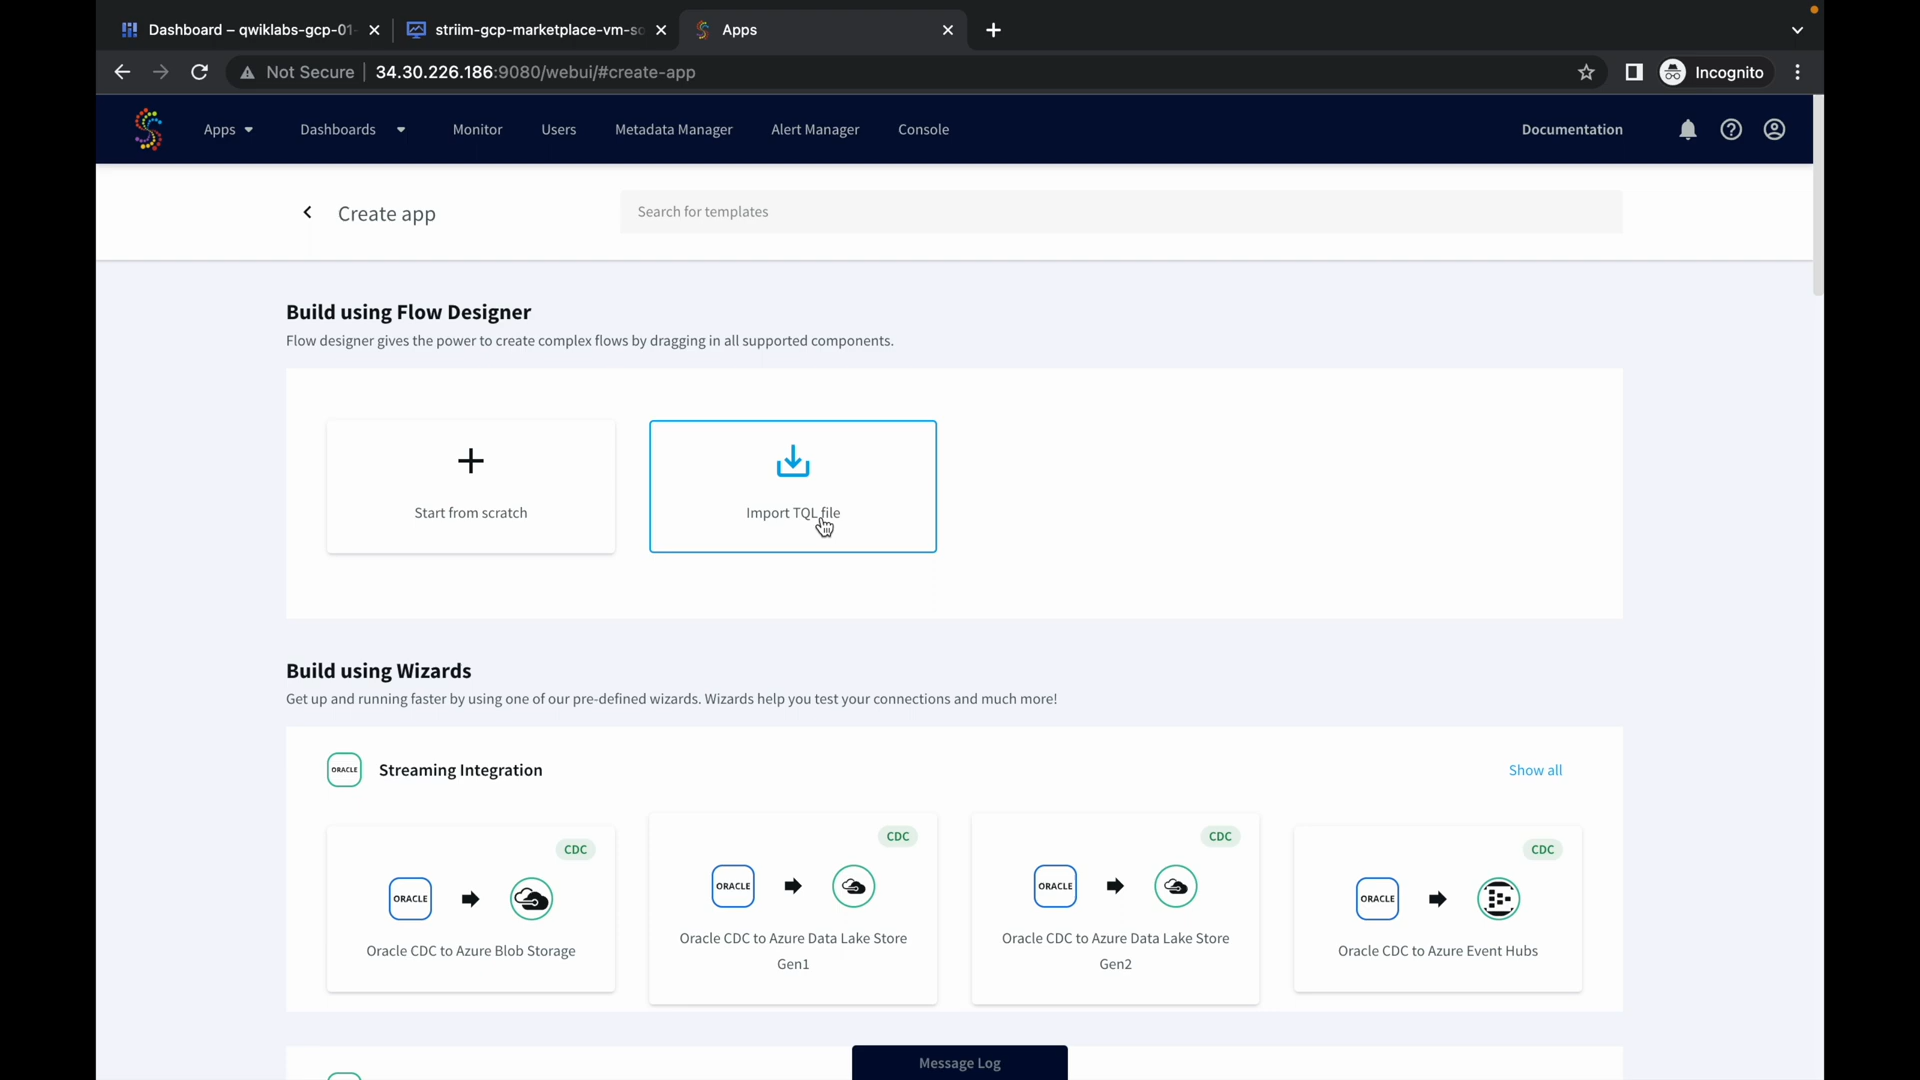 Dashboard – qwiklabs-gcp-01-
striim-gcp-marketplace-vm-so
Apps
Not Secure
34.30.226.186:9080/webui/#create-app
Incognito
Apps
Dashboards
Monitor
Users
Metadata Manager
Alert Manager
Console
Documentation
Create app
Search for templates
Build using Flow Designer
Flow designer gives the power to create complex flows by dragging in all supported components.
Start from scratch
Import TQL file
Build using Wizards
Get up and running faster by using one of our pre-defined wizards. Wizards help you test your connections and much more!
ORACLE
Streaming Integration
Show all
CDC
ORACLE
Oracle CDC to Azure Blob Storage
CDC
ORACLE
Oracle CDC to Azure Data Lake Store
Gen1
CDC
ORACLE
Oracle CDC to Azure Data Lake Store
Gen2
CDC
ORACLE
Oracle CDC to Azure Event Hubs
Message Log